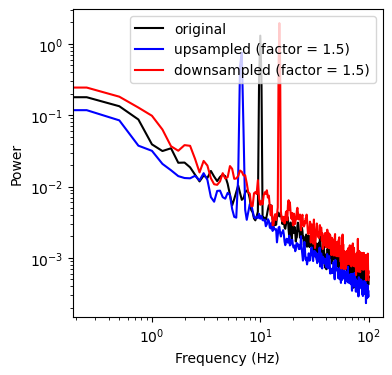 original
upsampled (factor = 1.5)
downsampled (factor = 1.5)
10⁰
10⁻¹
10⁻²
10⁻³
Power
10⁰ 10¹ 10²
Frequency (Hz)